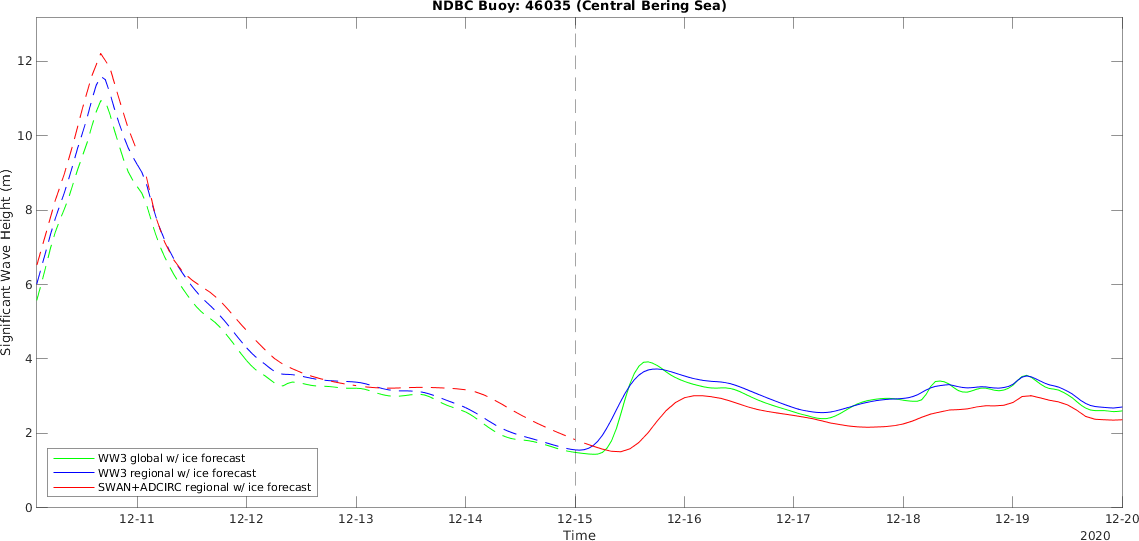 NDBC Buoy: 46035 (Central Bering Sea)
Significant Wave Height (m)
12
10
8
6
4
2
0
WW3 global w/ ice forecast
WW3 regional w/ ice forecast
SWAN+ADCIRC regional w/ ice forecast
12-11 12-12 12-13 12-14 12-15 12-16 12-17 12-18 12-19 12-20
Time
2020